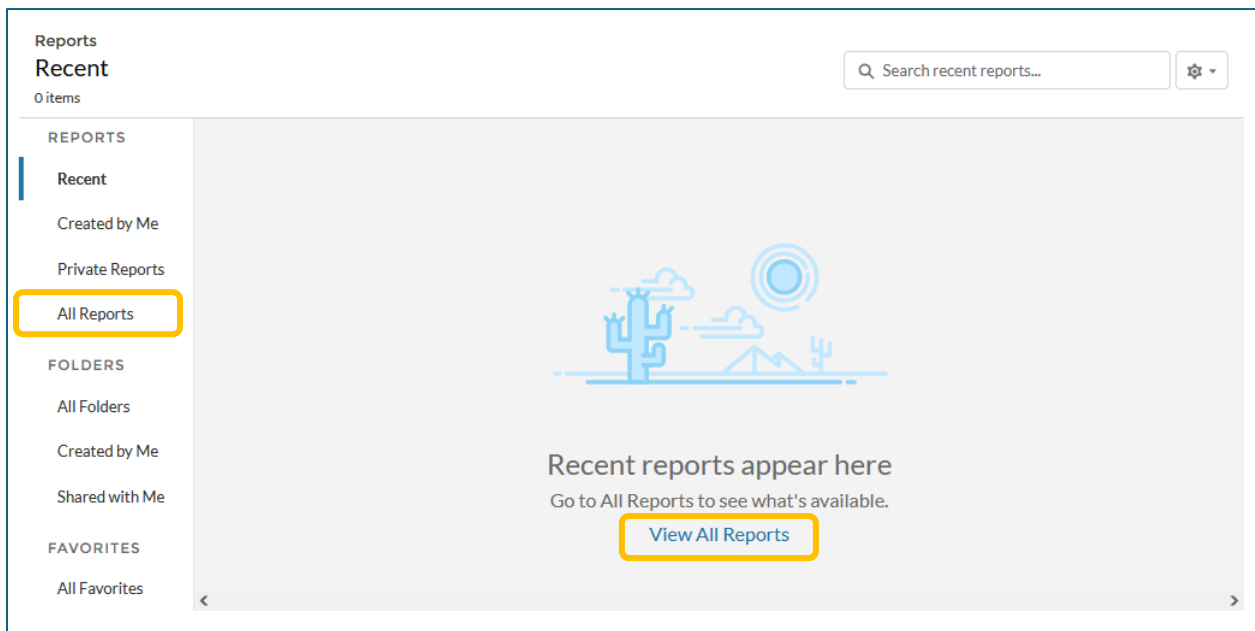 Reports
Recent
0 items
Search recent reports...
REPORTS
Recent
Created by Me
Private Reports
All Reports
FOLDERS
All Folders
Created by Me
Shared with Me
FAVORITES
All Favorites
Recent reports appear here
Go to All Reports to see what's available.
View All Reports